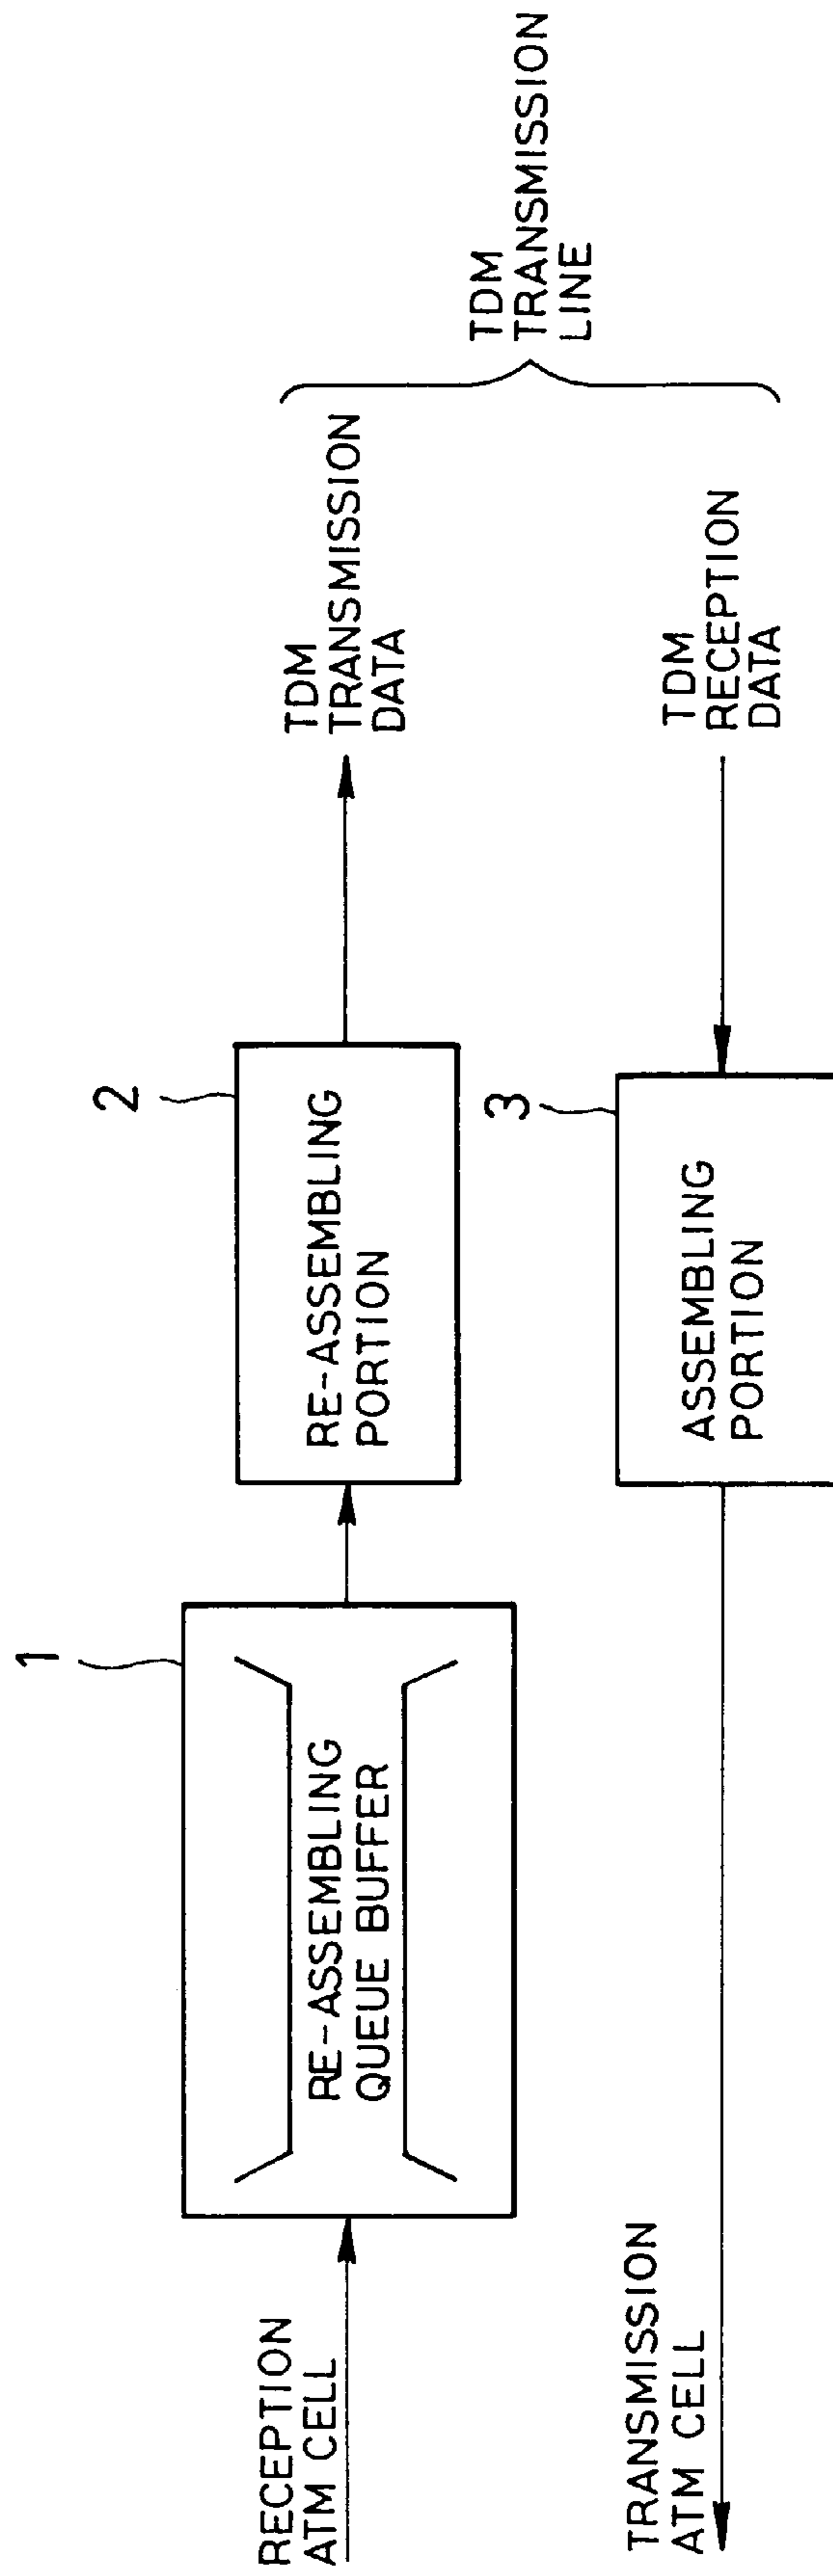 1
RECEPTION
ATM CELL
RE-ASSEMBLING
QUEUE BUFFER
2
RE-ASSEMBLING
PORTION
TDM
TRANSMISSION
DATA
TDM
TRANSMISSION
LINE
3
TRANSMISSION
ATM CELL
ASSEMBLING
PORTION
TDM
RECEPTION
DATA